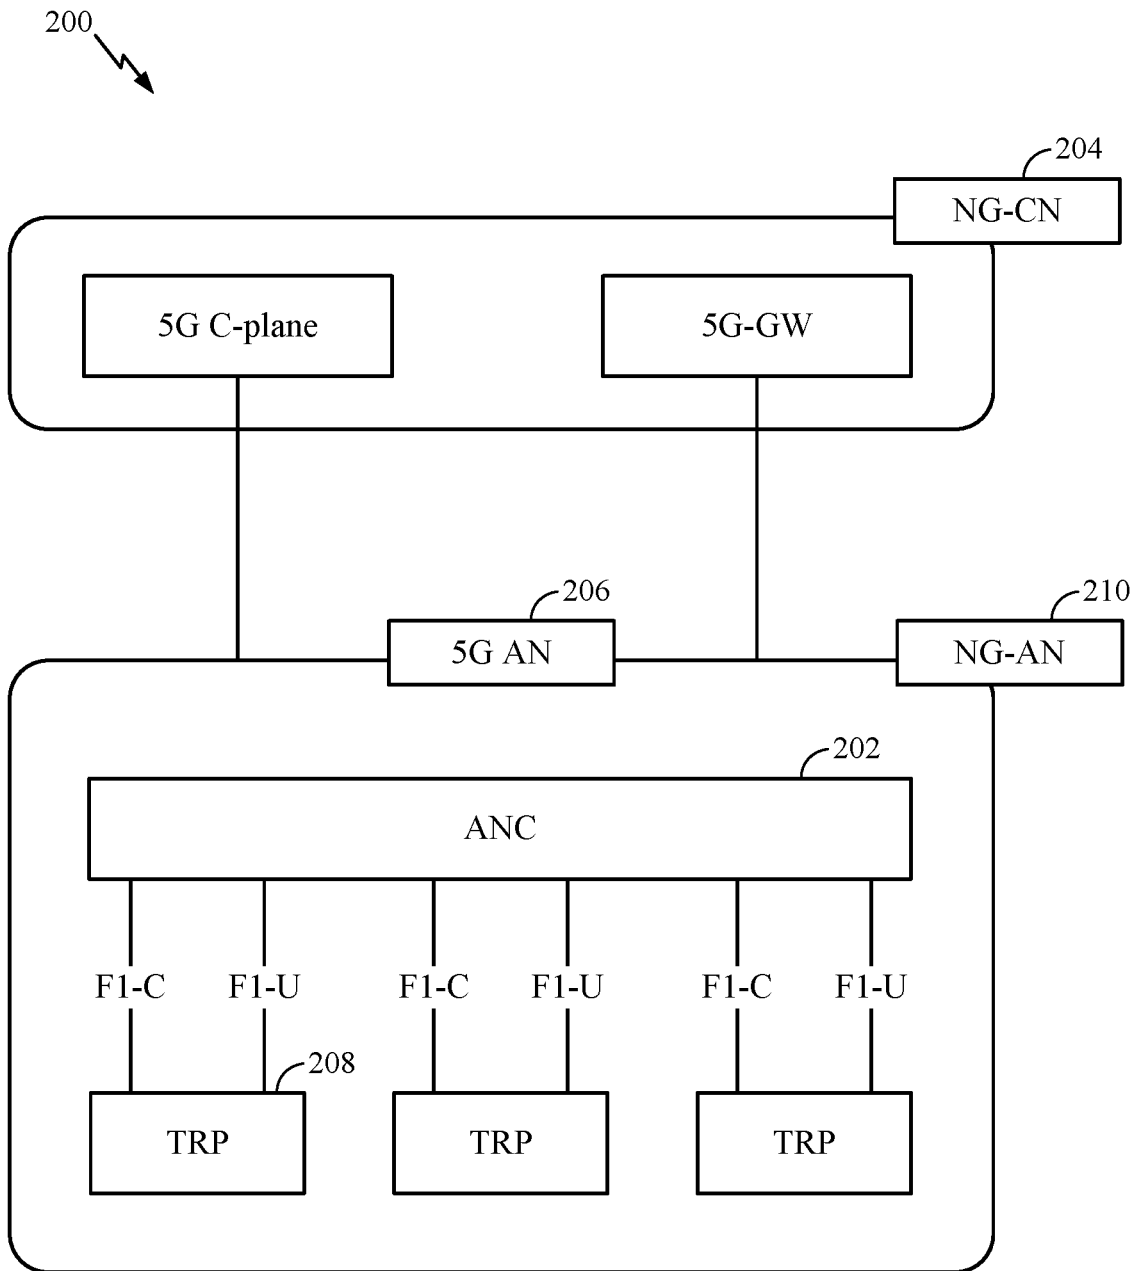 200
204
NG-CN
5G C-plane
5G-GW
206
210
5G AN
NG-AN
202
ANC
F1-C F1-U F1-C F1-U F1-C F1-U
208
TRP TRP TRP